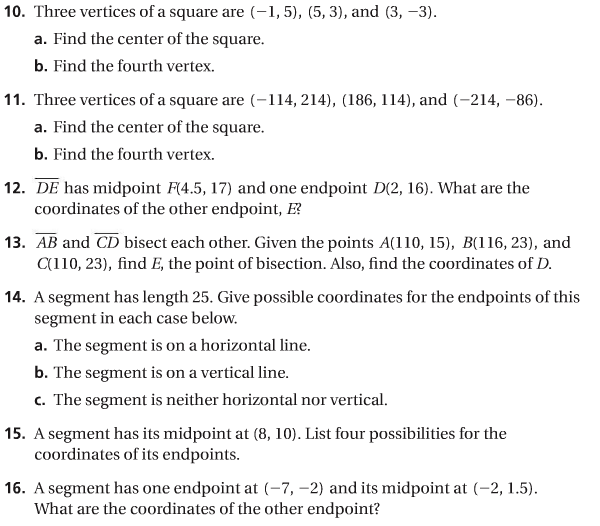 10. Three vertices of a square are (−1, 5), (5, 3), and (3, −3).
a. Find the center of the square.
b. Find the fourth vertex.
11. Three vertices of a square are (−114, 214), (186, 114), and (−214, −86).
a. Find the center of the square.
b. Find the fourth vertex.
12. D̅E̅ has midpoint F(4.5, 17) and one endpoint D(2, 16). What are the
coordinates of the other endpoint, E?
13. A̅B̅ and C̅D̅ bisect each other. Given the points A(110, 15), B(116, 23), and
C(110, 23), find E, the point of bisection. Also, find the coordinates of D.
14. A segment has length 25. Give possible coordinates for the endpoints of this
segment in each case below.
a. The segment is on a horizontal line.
b. The segment is on a vertical line.
c. The segment is neither horizontal nor vertical.
15. A segment has its midpoint at (8, 10). List four possibilities for the
coordinates of its endpoints.
16. A segment has one endpoint at (−7, −2) and its midpoint at (−2, 1.5).
What are the coordinates of the other endpoint?